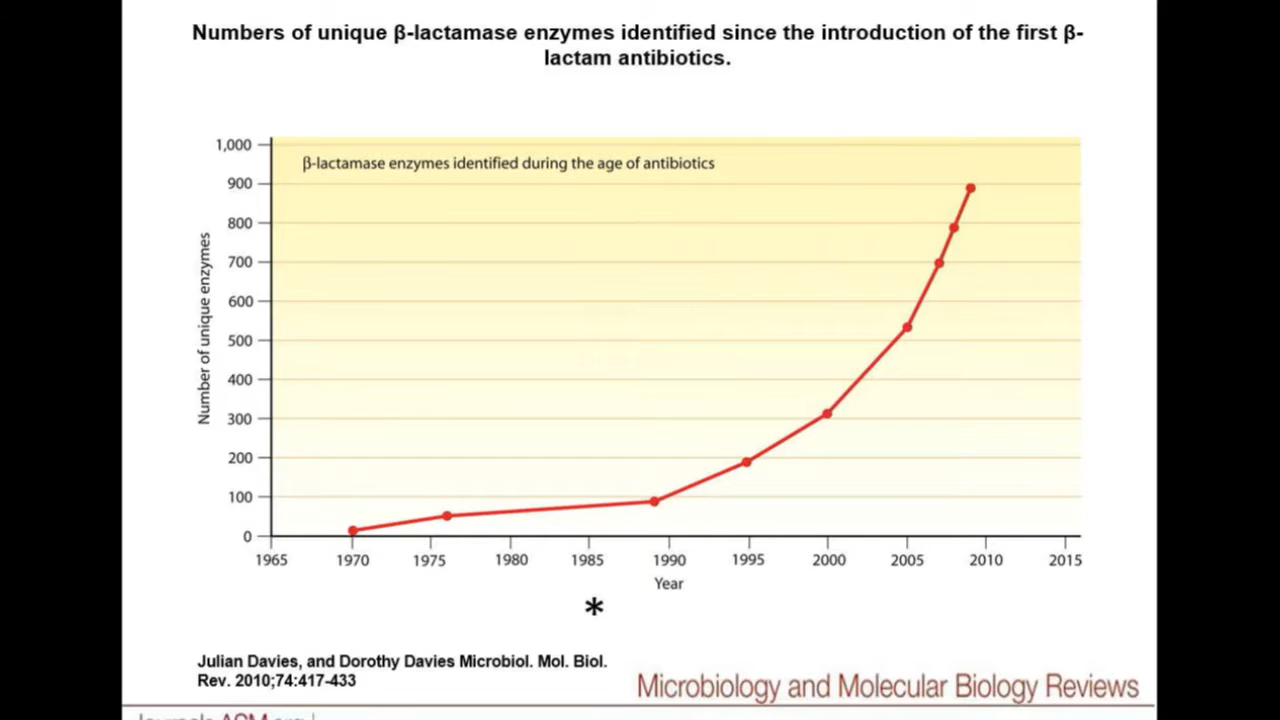 Numbers of unique β-lactamase enzymes identified since the introduction of the first β-
lactam antibiotics.
β-lactamase enzymes identified during the age of antibiotics
Number of unique enzymes
1,000
900
800
700
600
500
400
300
200
100
0
1965 1970 1975 1980 1985 1990 1995 2000 2005 2010 2015
Year
*
Julian Davies, and Dorothy Davies Microbiol. Mol. Biol.
Rev. 2010;74:417-433
Microbiology and Molecular Biology Reviews
Journals.ASM.org |